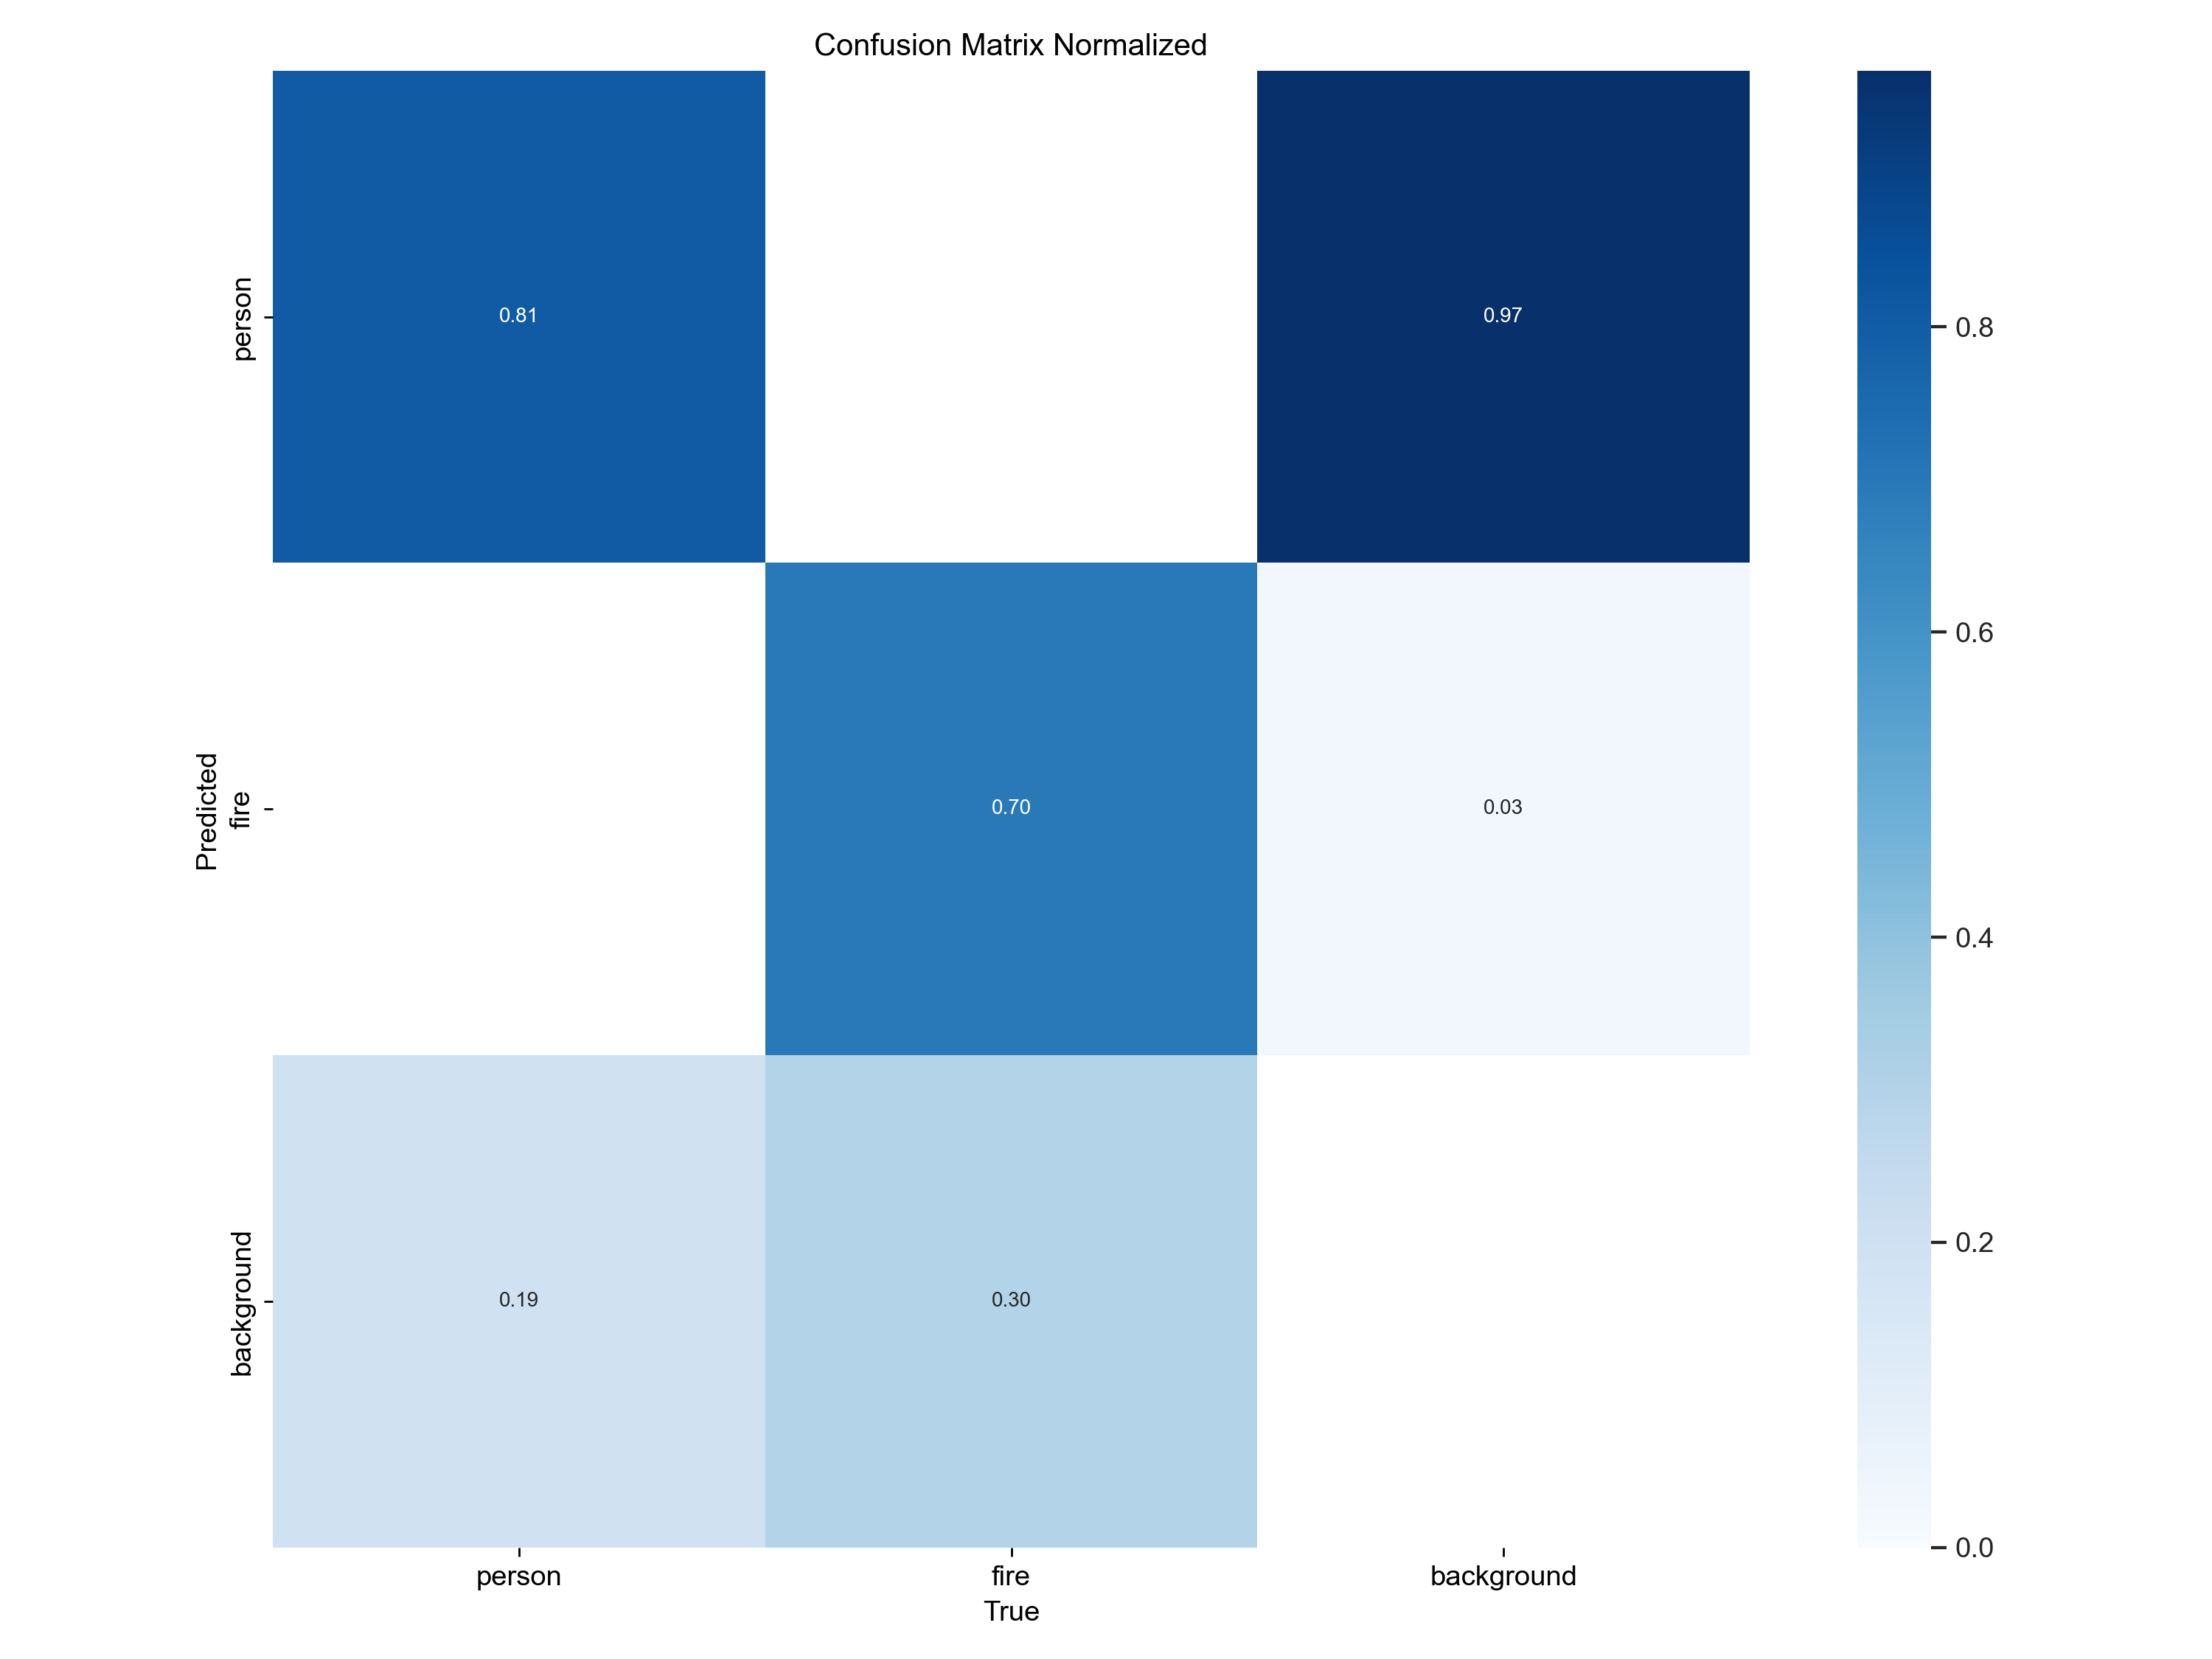 Confusion Matrix Normalized
person
0.81
0.97
0.8
0.6
Predicted
fire
0.70
0.03
0.4
background
0.19
0.30
0.2
0.0
person
fire
background
True